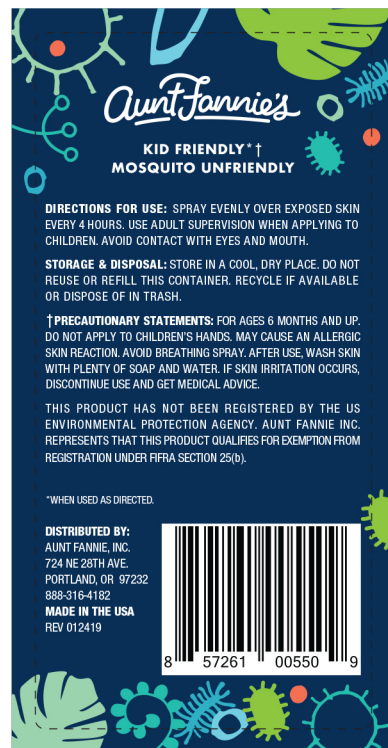 Aunt Fannie's
KID FRIENDLY*†
MOSQUITO UNFRIENDLY
DIRECTIONS FOR USE: SPRAY EVENLY OVER EXPOSED SKIN
EVERY 4 HOURS. USE ADULT SUPERVISION WHEN APPLYING TO
CHILDREN. AVOID CONTACT WITH EYES AND MOUTH.
STORAGE & DISPOSAL: STORE IN A COOL, DRY PLACE. DO NOT
REUSE OR REFILL THIS CONTAINER. RECYCLE IF AVAILABLE
OR DISPOSE OF IN TRASH.
†PRECAUTIONARY STATEMENTS: FOR AGES 6 MONTHS AND UP.
DO NOT APPLY TO CHILDREN'S HANDS. MAY CAUSE AN ALLERGIC
SKIN REACTION. AVOID BREATHING SPRAY. AFTER USE, WASH SKIN
WITH PLENTY OF SOAP AND WATER. IF SKIN IRRITATION OCCURS,
DISCONTINUE USE AND GET MEDICAL ADVICE.
THIS PRODUCT HAS NOT BEEN REGISTERED BY THE US
ENVIRONMENTAL PROTECTION AGENCY. AUNT FANNIE INC.
REPRESENTS THAT THIS PRODUCT QUALIFIES FOR EXEMPTION FROM
REGISTRATION UNDER FIFRA SECTION 25(b).
*WHEN USED AS DIRECTED.
DISTRIBUTED BY:
AUNT FANNIE, INC.
724 NE 28TH AVE.
PORTLAND, OR 97232
888-316-4182
MADE IN THE USA
REV 012419
8 57261 00550 9